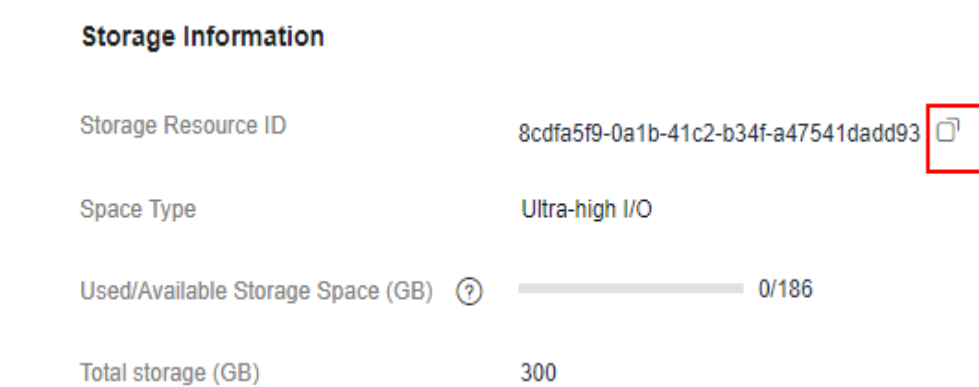 Storage Information
Storage Resource ID 8cdfa5f9-0a1b-41c2-b34f-a47541dadd93
Space Type Ultra-high I/O
Used/Available Storage Space (GB) ? 0/186
Total storage (GB) 300